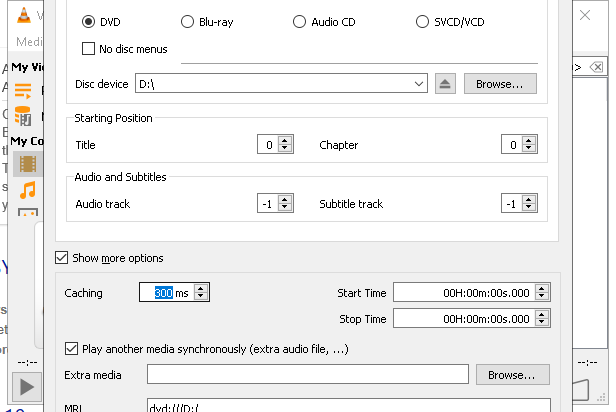 V
Medi
DVD
Blu-ray
Audio CD
SVCD/VCD
No disc menus
My Vi
Disc device
D:\
Browse...
Starting Position
Title
0
Chapter
0
My Co
Audio and Subtitles
Audio track
-1
Subtitle track
-1
Show more options
Caching
300 ms
Start Time
00H:00m:00s.000
Stop Time
00H:00m:00s.000
Play another media synchronously (extra audio file, ...)
--:--
--:--
Extra media
Browse...
MRL
dvd:///D:/